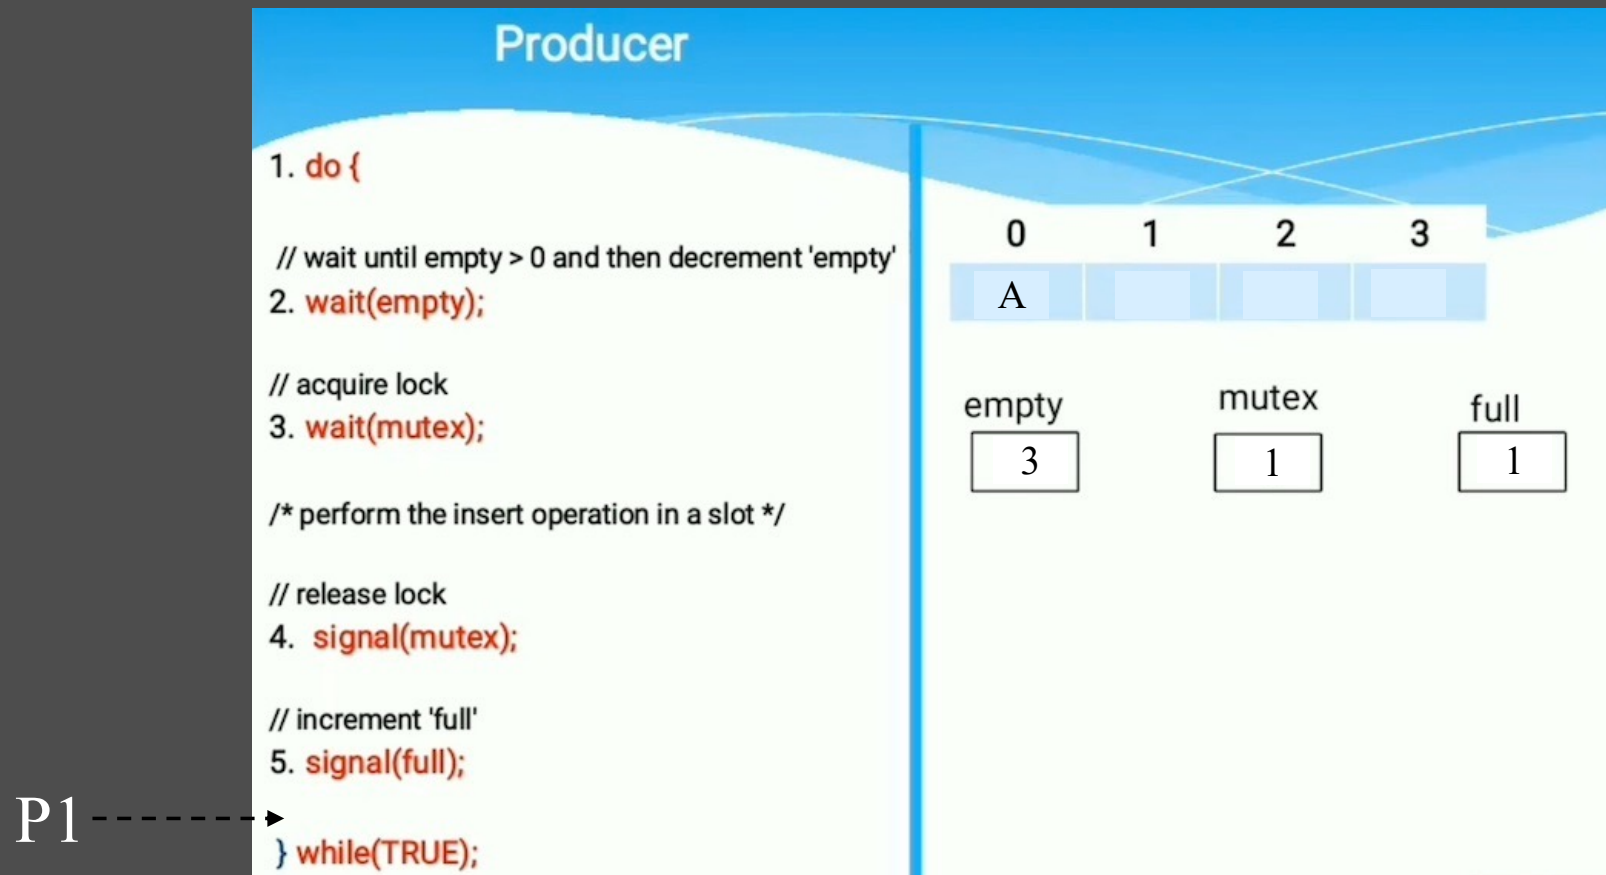 Producer
1. do {
// wait until empty > 0 and then decrement 'empty'
2. wait(empty);
// acquire lock
3. wait(mutex);
/* perform the insert operation in a slot */
// release lock
4. signal(mutex);
// increment 'full'
5. signal(full);
P1
} while(TRUE);
0 1 2 3
A
empty mutex full
3 1 1